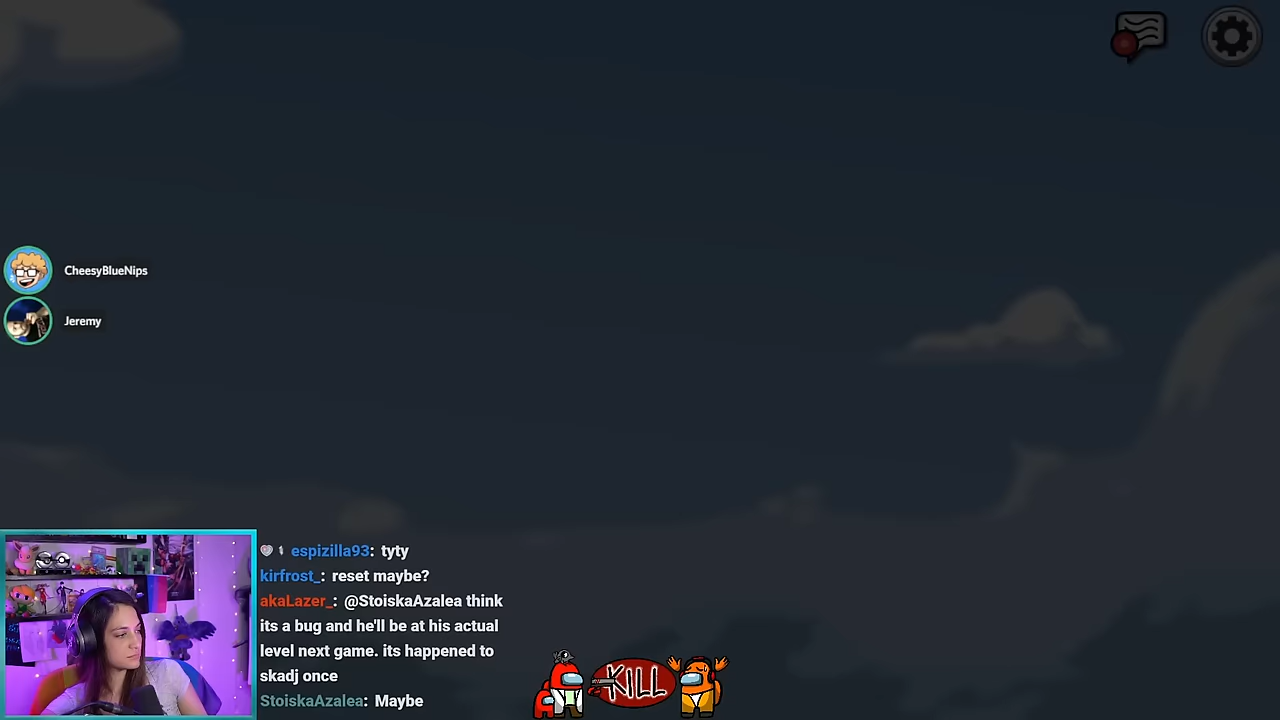 CheesyBlueNips
Jeremy
espizilla93: tyty
kirfrost_: reset maybe?
akaLazer_: @StoiskaAzalea think
its a bug and he'll be at his actual
level next game. its happened to
skadj once
StoiskaAzalea: Maybe
KILL